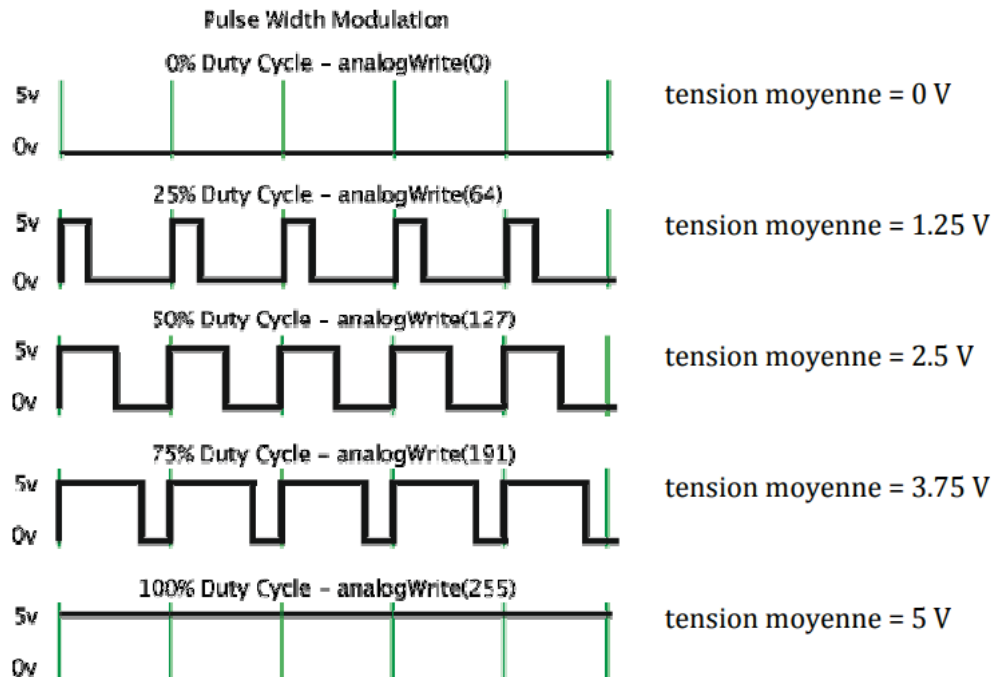 Pulse Width Modulation
0% Duty Cycle – analogWrite(0)
5v
0v
tension moyenne = 0 V
25% Duty Cycle – analogWrite(64)
5v
0v
tension moyenne = 1.25 V
50% Duty Cycle – analogWrite(127)
5v
0v
tension moyenne = 2.5 V
75% Duty Cycle – analogWrite(191)
5v
0v
tension moyenne = 3.75 V
100% Duty Cycle – analogWrite(255)
5v
0v
tension moyenne = 5 V